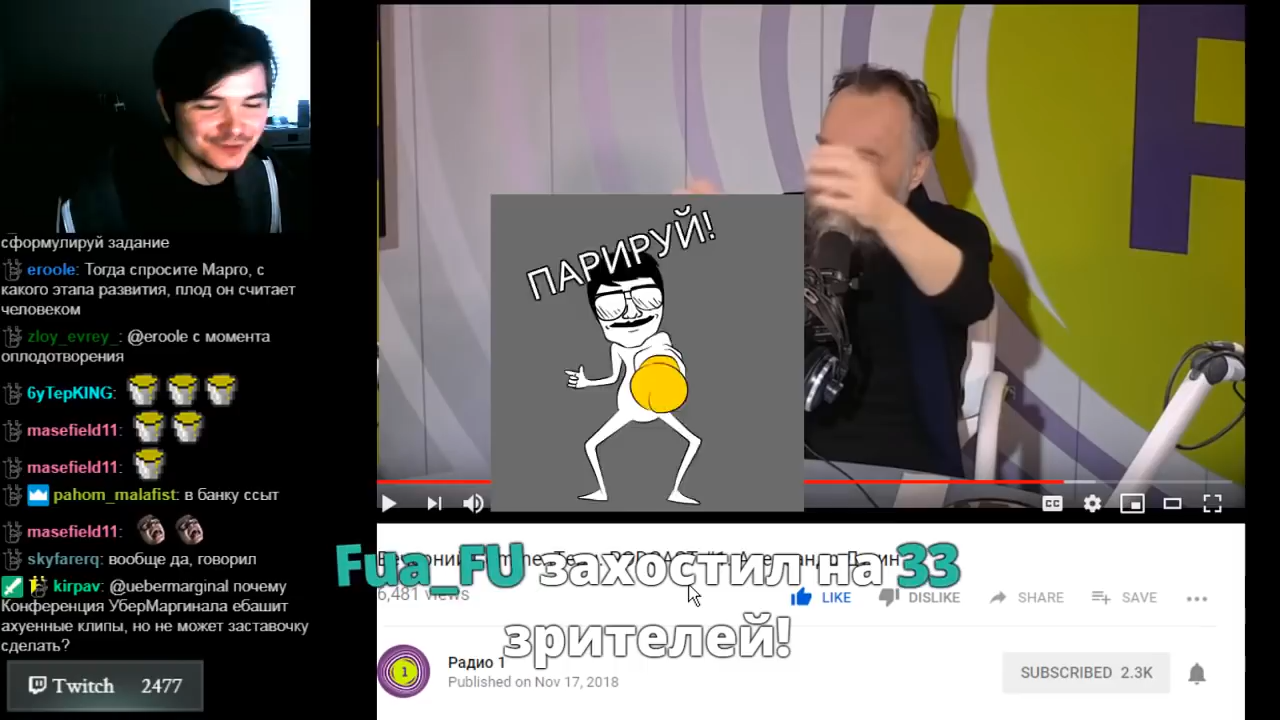 сформулируй задание
eroole: Тогда спросите Марго, с
какого этапа развития, плод он считает
человеком
zloy_evrey_: @eroole с момента
оплодотворения
6yTepKING:
masefield11:
masefield11:
pahom_malafist: в банку ссыт
masefield11:
skyfarerq: вообще да, говорил
kirpav: @uebermarginal почему
Конференция УберМаргинала ебашит
ахуенные клипы, но не может заставочку
сделать?
Twitch 2477
ПАРИРУЙ!
CC
Fua_FU захостил на 33
зрителей!
6,481 views
LIKE DISLIKE SHARE SAVE
Радио 1
Published on Nov 17, 2018
SUBSCRIBED 2.3K